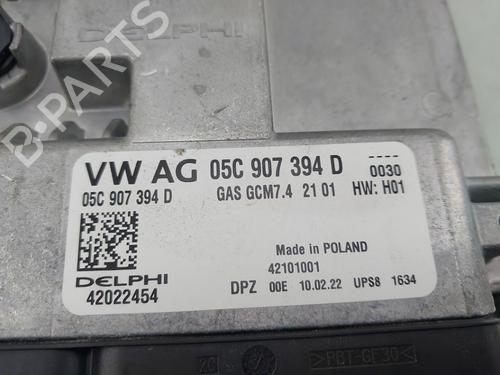 DELPHI
VW AG 05C 907 394 D
----
0030
05C 907 394 D GAS GCM7.4 21 01 HW: H01
Made in POLAND
42101001
DELPHI
42022454
DPZ 00E 10.02.22 UPS8 1634
ZC >PBT-GF30<
B-PARTS